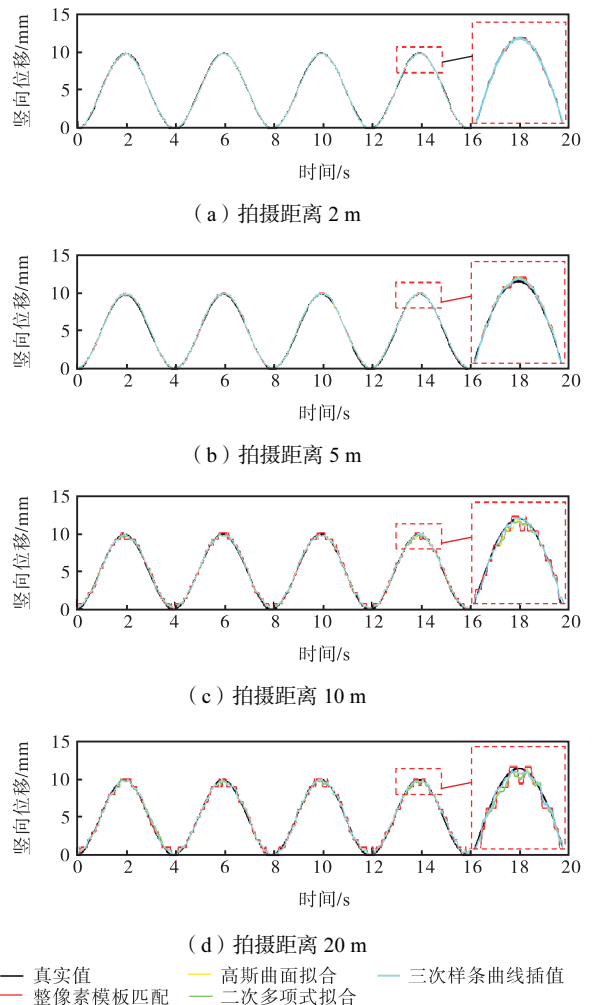 15
10
5
0
竖向位移/mm
0 2 4 6 8 10 12 14 16 18 20
时间/s
（a）拍摄距离 2 m
15
10
5
0
竖向位移/mm
0 2 4 6 8 10 12 14 16 18 20
时间/s
（b）拍摄距离 5 m
15
10
5
0
竖向位移/mm
0 2 4 6 8 10 12 14 16 18 20
时间/s
（c）拍摄距离 10 m
15
10
5
0
竖向位移/mm
0 2 4 6 8 10 12 14 16 18 20
时间/s
（d）拍摄距离 20 m
真实值 高斯曲面拟合 三次样条曲线插值
整像素模板匹配 二次多项式拟合